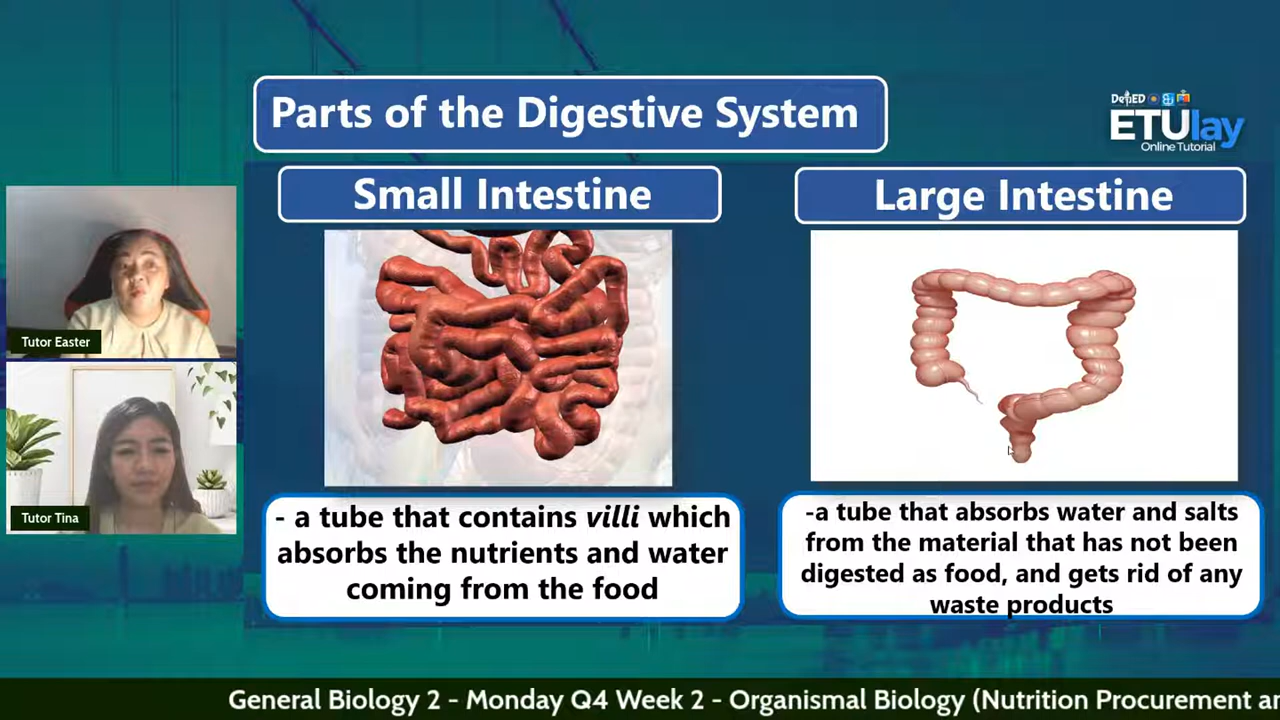 Parts of the Digestive System
DepED
ETUlay
Online Tutorial
Small Intestine
Large Intestine
Tutor Easter
Tutor Tina
- a tube that contains villi which
absorbs the nutrients and water
coming from the food
-a tube that absorbs water and salts
from the material that has not been
digested as food, and gets rid of any
waste products
General Biology 2 - Monday Q4 Week 2 - Organismal Biology (Nutrition Procurement an